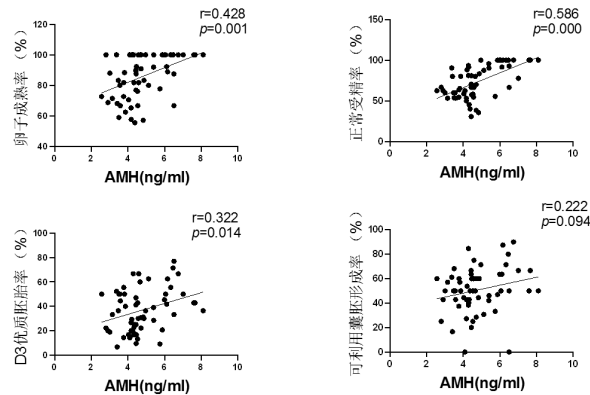 r=0.428
p=0.001
卵子成熟率（%）
120
100
80
60
40
0 2 4 6 8 10
AMH(ng/ml)
r=0.586
p=0.000
正常受精率（%）
150
100
50
0
0 2 4 6 8 10
AMH(ng/ml)
r=0.322
p=0.014
D3优质胚胎率（%）
100
80
60
40
20
0
0 2 4 6 8 10
AMH(ng/ml)
r=0.222
p=0.094
可利用囊胚形成率（%）
100
80
60
40
20
0
0 2 4 6 8 10
AMH(ng/ml)